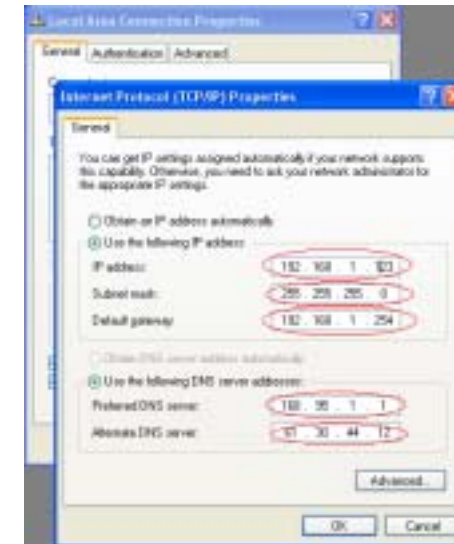 Local Area Connection Properties
General Authentication Advanced
Internet Protocol (TCP/IP) Properties
General
You can get IP settings assigned automatically if your network supports
this capability. Otherwise, you need to ask your network administrator for
the appropriate IP settings.
Obtain an IP address automatically
Use the following IP address:
IP address: 192 . 168 . 1 .
Subnet mask: 255 . 255 . 255 . 0
Default gateway: 192 . 168 . 1 . 254
Obtain DNS server address automatically
Use the following DNS server addresses:
Preferred DNS server: 168 . 95 . 1 . 1
Alternate DNS server:
Advanced...
OK Cancel